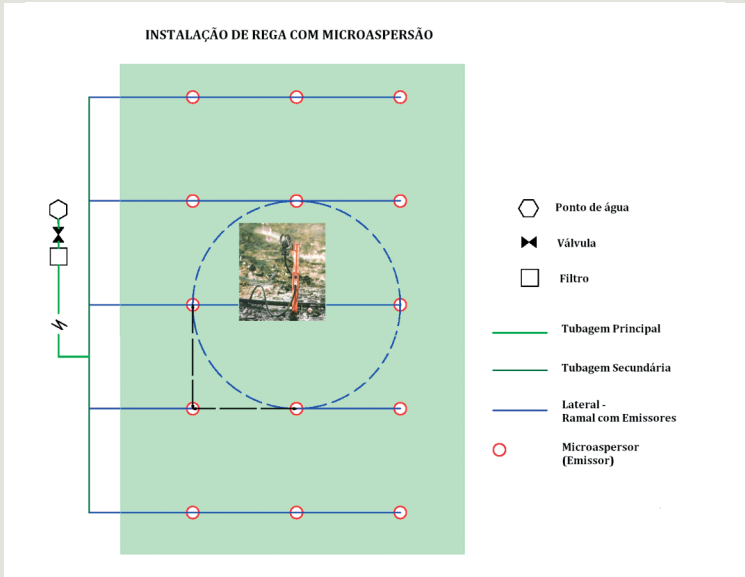 INSTALAÇÃO DE REGA COM MICROASPERSÃO
Ponto de água
Válvula
Filtro
Tubagem Principal
Tubagem Secundária
Lateral -
Ramal com Emissores
Microaspersor
(Emissor)